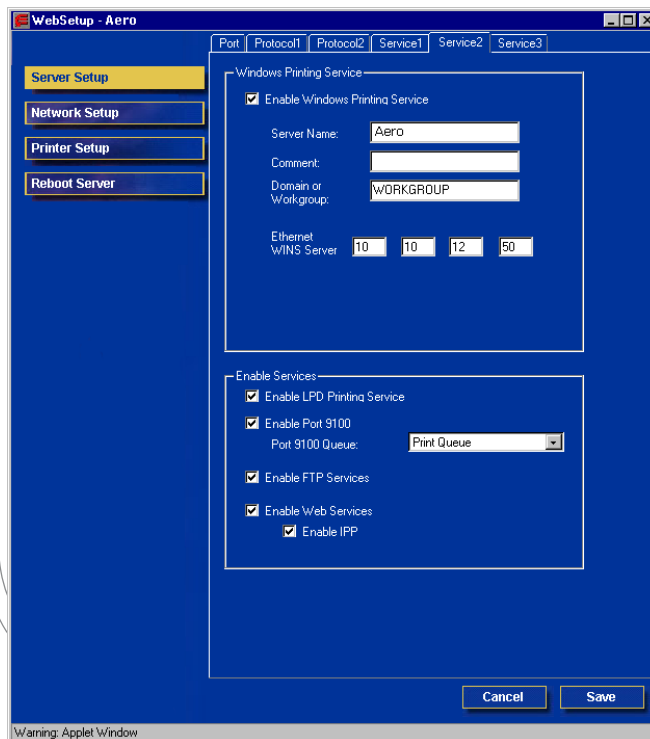 WebSetup - Aero
Port Protocol1 Protocol2 Service1 Service2 Service3
Server Setup
Network Setup
Printer Setup
Reboot Server
Windows Printing Service
Enable Windows Printing Service
Server Name: Aero
Comment:
Domain or
Workgroup: WORKGROUP
Ethernet
WINS Server 10 10 12 50
Enable Services
Enable LPD Printing Service
Enable Port 9100
Port 9100 Queue: Print Queue
Enable FTP Services
Enable Web Services
Enable IPP
Cancel Save
Warning: Applet Window